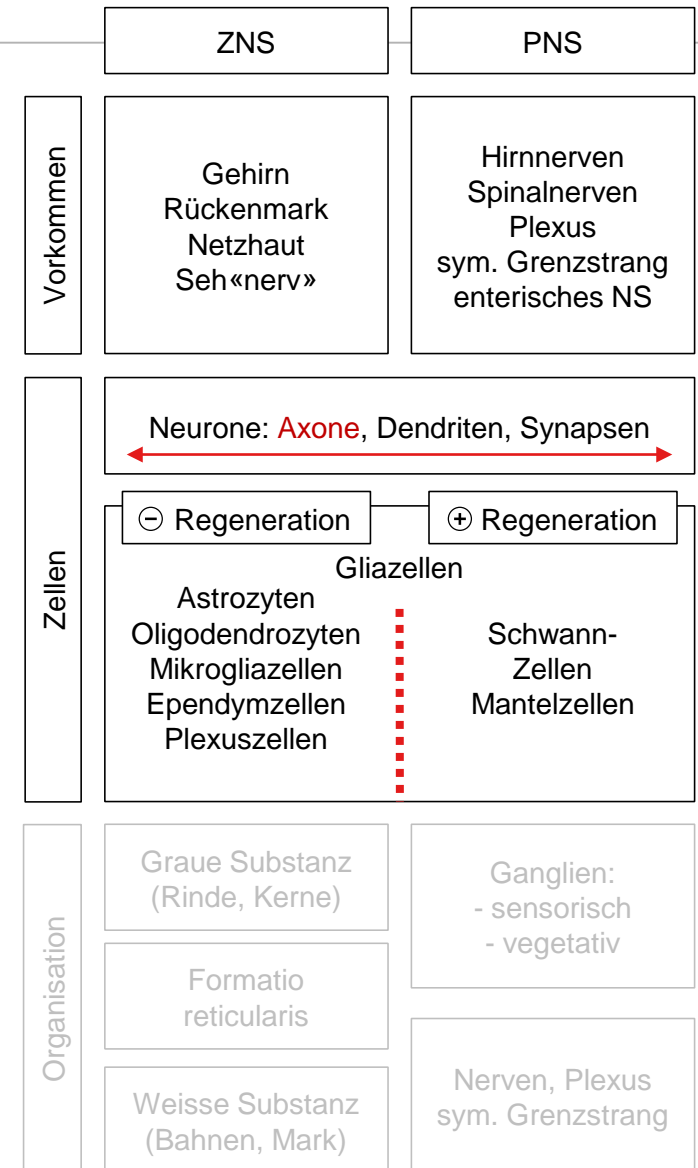 ZNS
PNS
Vorkommen
Gehirn
Rückenmark
Netzhaut
Seh«nerv»
Hirnnerven
Spinalnerven
Plexus
sym. Grenzstrang
enterisches NS
Zellen
Neurone: Axone, Dendriten, Synapsen
⊖ Regeneration
⊕ Regeneration
Gliazellen
Astrozyten
Oligodendrozyten
Mikrogliazellen
Ependymzellen
Plexuszellen
Schwann-
Zellen
Mantelzellen
Organisation
Graue Substanz
(Rinde, Kerne)
Formatio
reticularis
Weisse Substanz
(Bahnen, Mark)
Ganglien:
- sensorisch
- vegetativ
Nerven, Plexus
sym. Grenzstrang